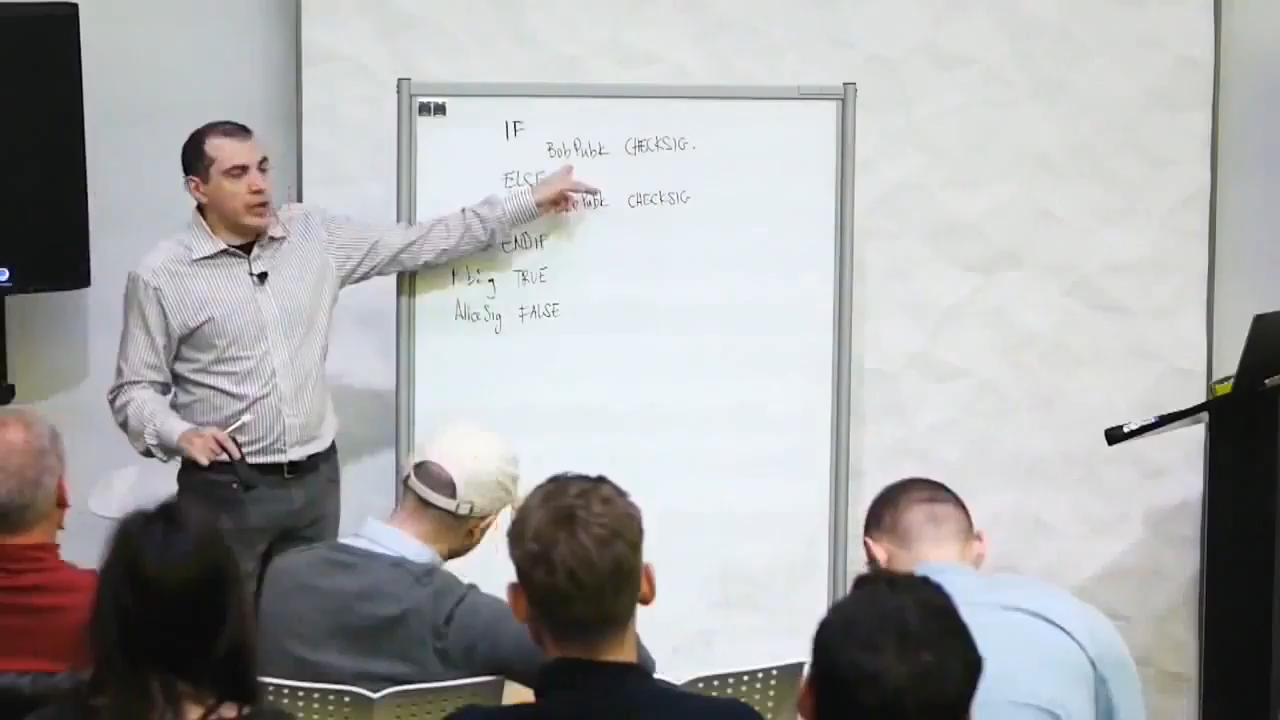 IF
BobPubk CHECKSIG.
ELSE
CHECKSIG
ENDIF
TRUE
AliceSig FALSE